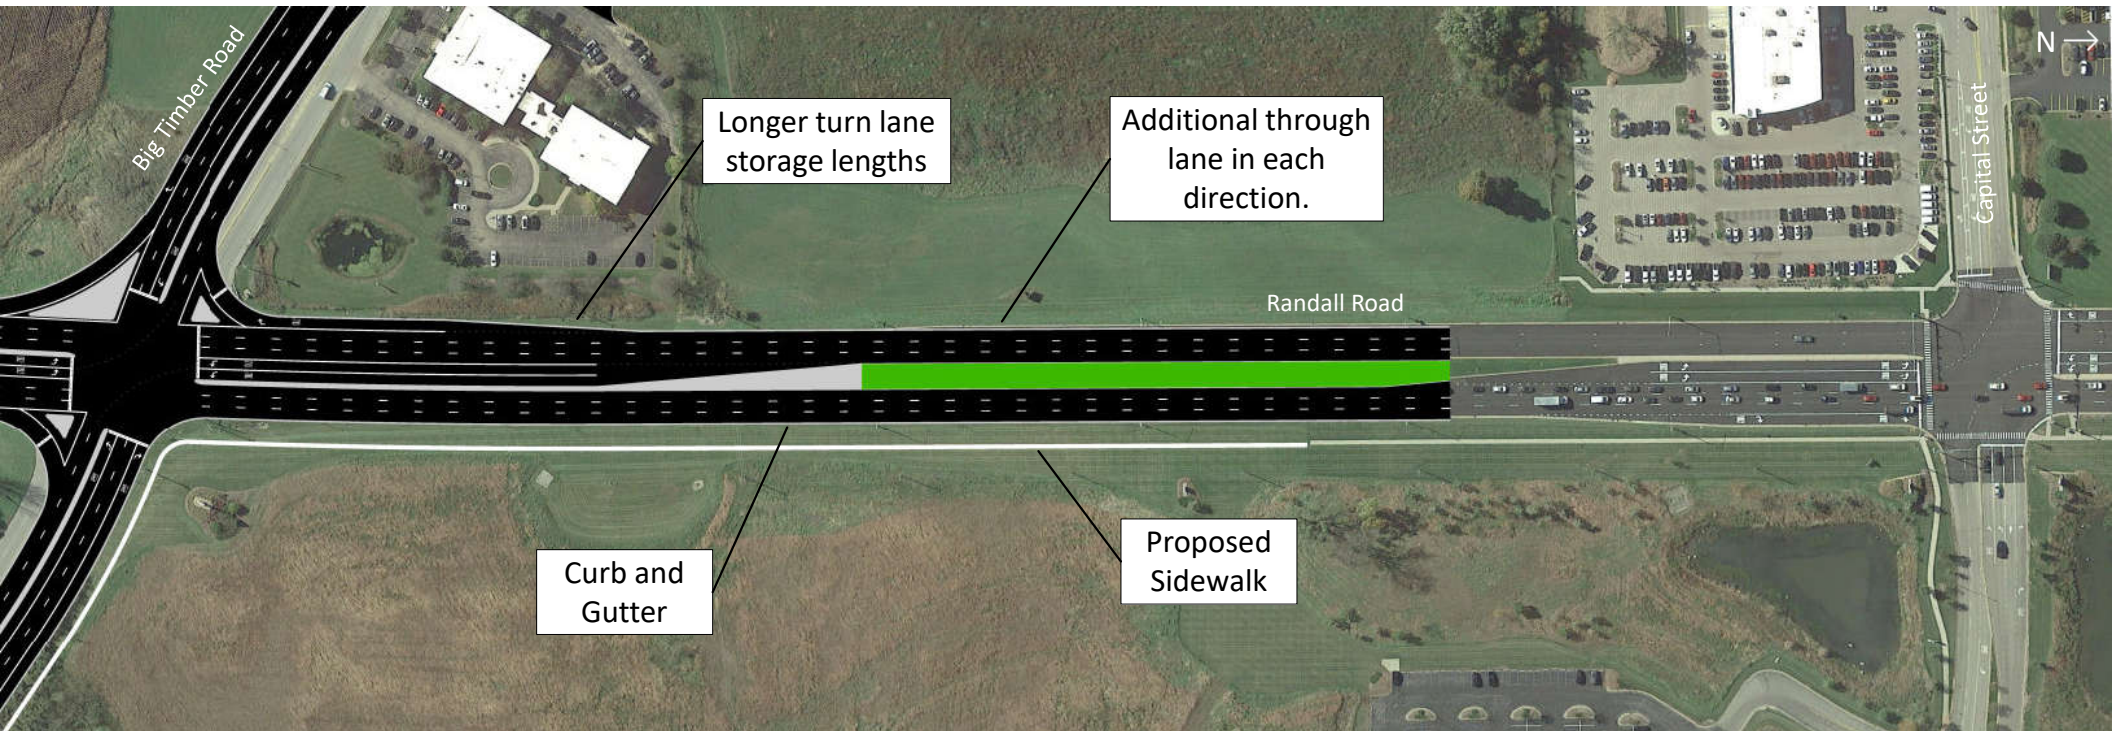 Big Timber Road
Longer turn lane
storage lengths
Additional through
lane in each
direction.
Randall Road
Capital Street
N
Curb and
Gutter
Proposed
Sidewalk